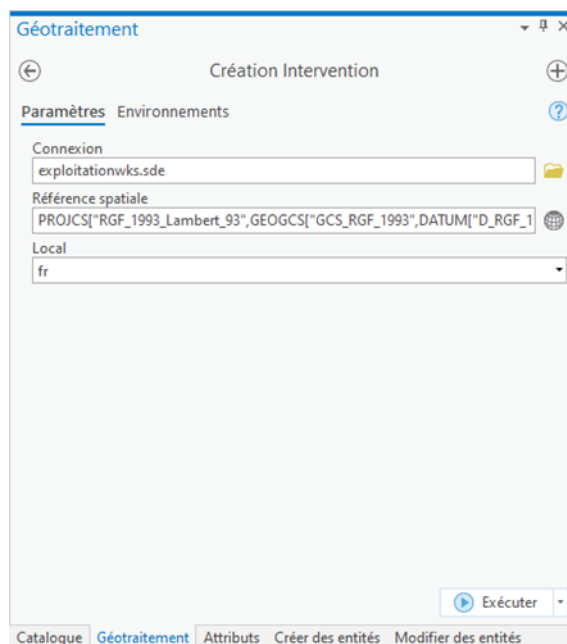 Géotraitement
Création Intervention
Paramètres Environnements
Connexion
exploitationwks.sde
Référence spatiale
PROJCS["RGF_1993_Lambert_93",GEOGCS["GCS_RGF_1993",DATUM["D_RGF_1
Local
fr
Exécuter
Catalogue Géotraitement Attributs Créer des entités Modifier des entités